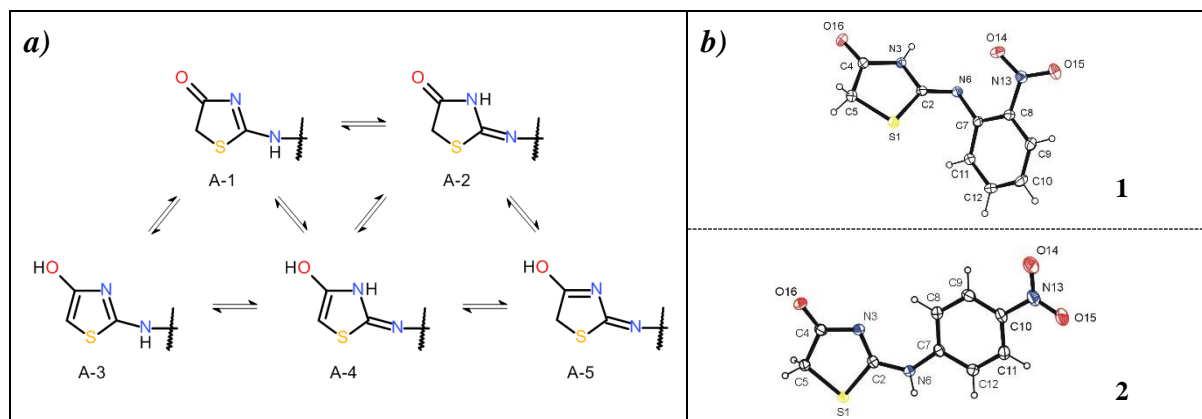 a)
O
N
S
N
H
A-1
O
NH
S
N
A-2
HO
N
S
N
H
A-3
HO
NH
S
N
A-4
HO
N
S
N
A-5
b)
O16
N3
O14
C4
O15
N6
N13
C5
C2
C7
C8
S1
C9
C11
C10
C12
1
O14
C9
O16
N13
C8
N3
C4
C10
O15
C7
C5
C2
C11
N6
C12
S1
2